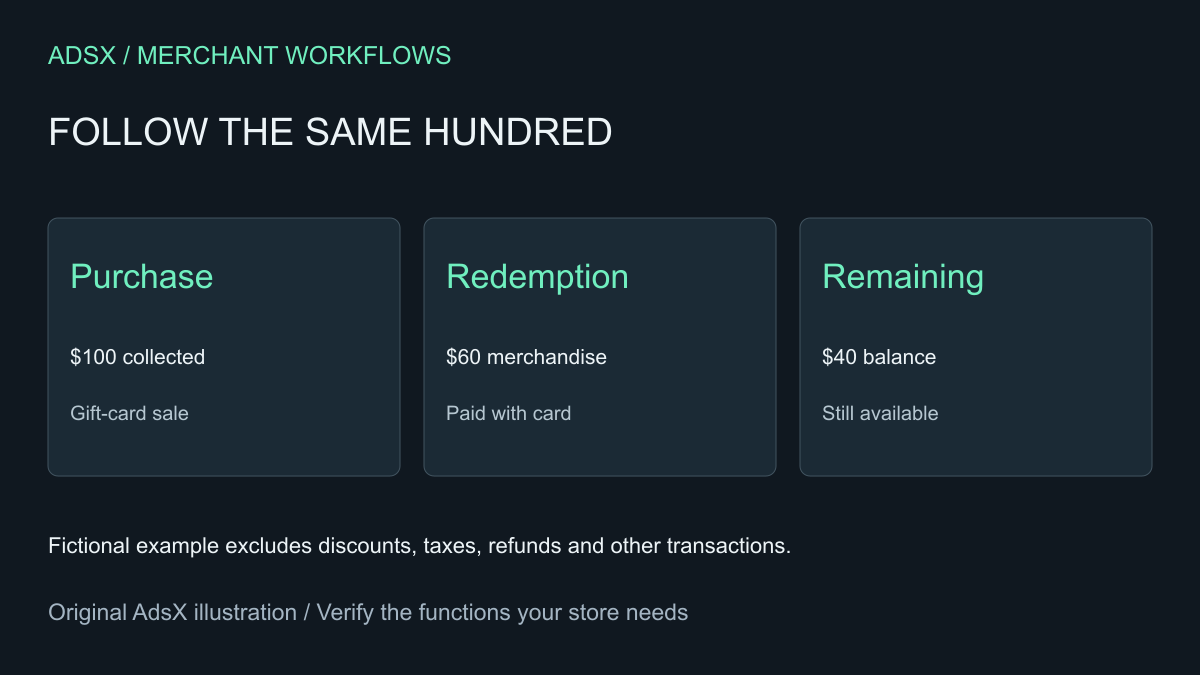 ADSX / MERCHANT WORKFLOWS
FOLLOW THE SAME HUNDRED
Purchase
$100 collected
Gift-card sale
Redemption
$60 merchandise
Paid with card
Remaining
$40 balance
Still available
Fictional example excludes discounts, taxes, refunds and other transactions.
Original AdsX illustration / Verify the functions your store needs